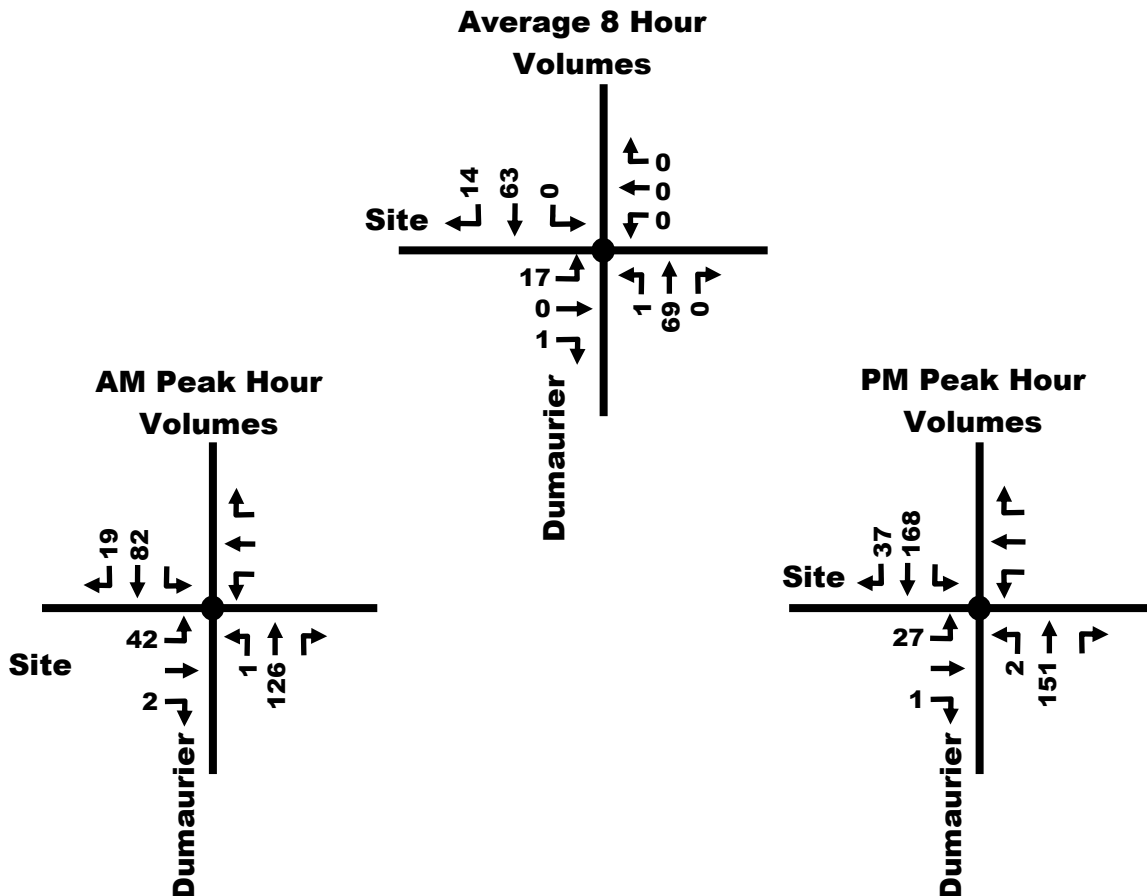 Average 8 Hour
Volumes
14
63
0
0
0
0
Site
17
0
1
1
69
0
Dumaurier
AM Peak Hour
Volumes
19
82
42
2
1
126
Site
Dumaurier
PM Peak Hour
Volumes
37
168
Site
27
1
2
151
Dumaurier